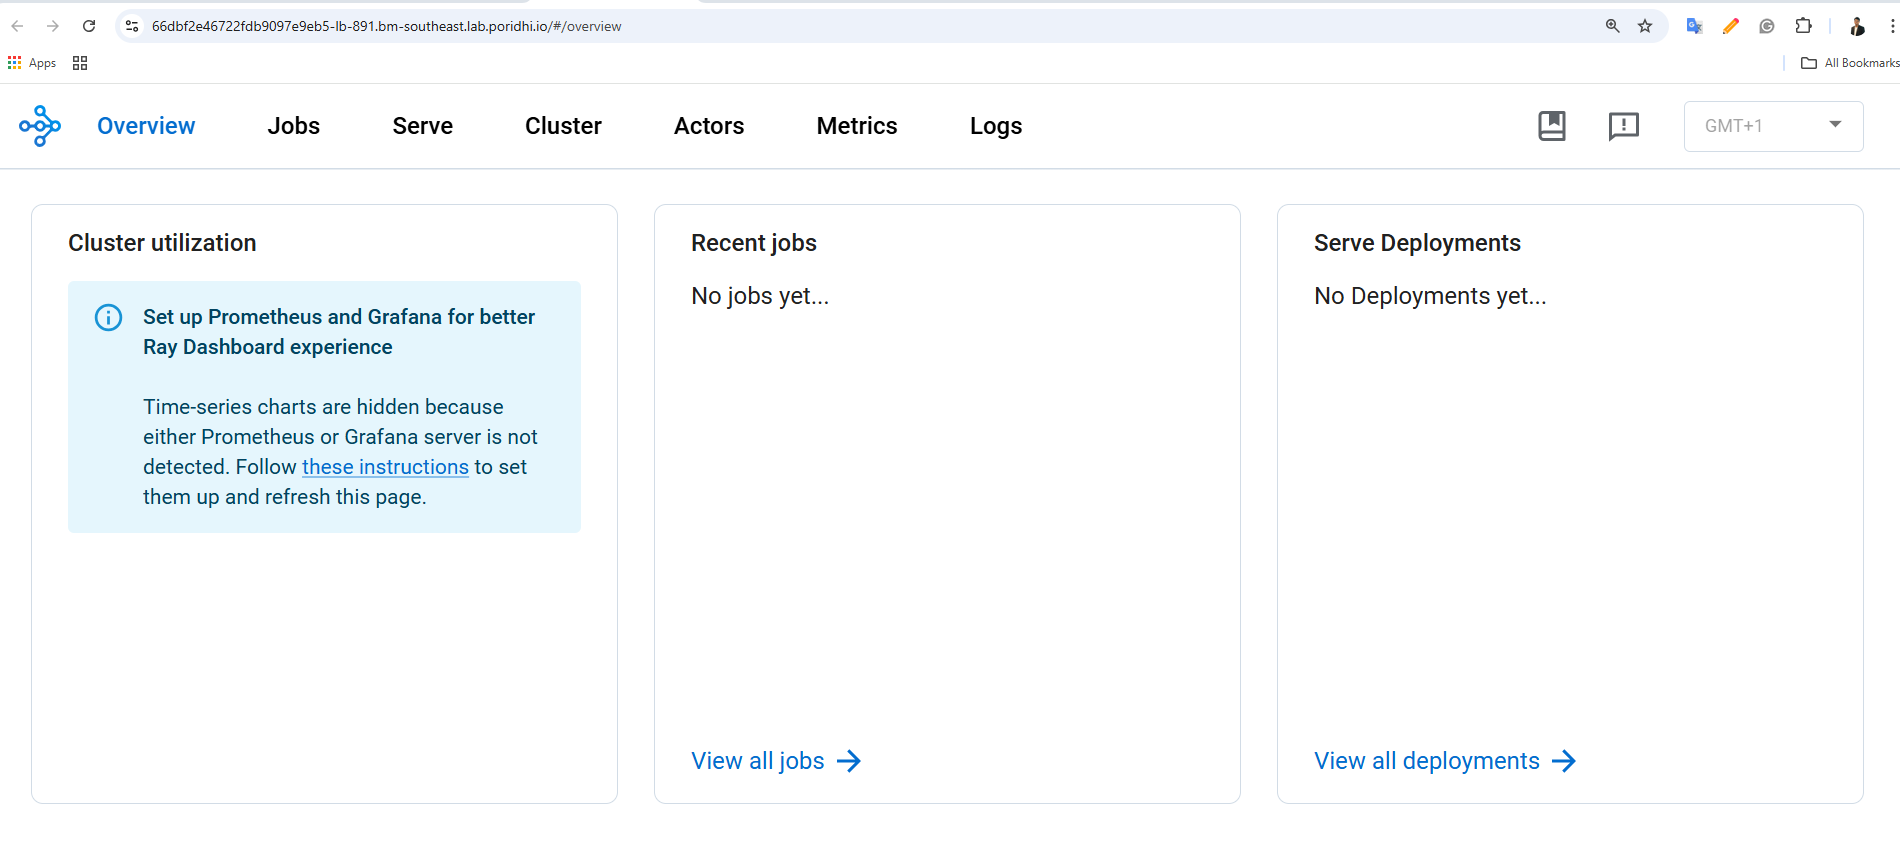 66dbf2e46722fdb9097e9eb5-lb-891.bm-southeast.lab.poridhi.io/#/overview
Apps
All Bookmarks
Overview
Jobs
Serve
Cluster
Actors
Metrics
Logs
GMT+1
Cluster utilization
Set up Prometheus and Grafana for better
Ray Dashboard experience
Time-series charts are hidden because
either Prometheus or Grafana server is not
detected. Follow these instructions to set
them up and refresh this page.
Recent jobs
No jobs yet...
View all jobs
Serve Deployments
No Deployments yet...
View all deployments